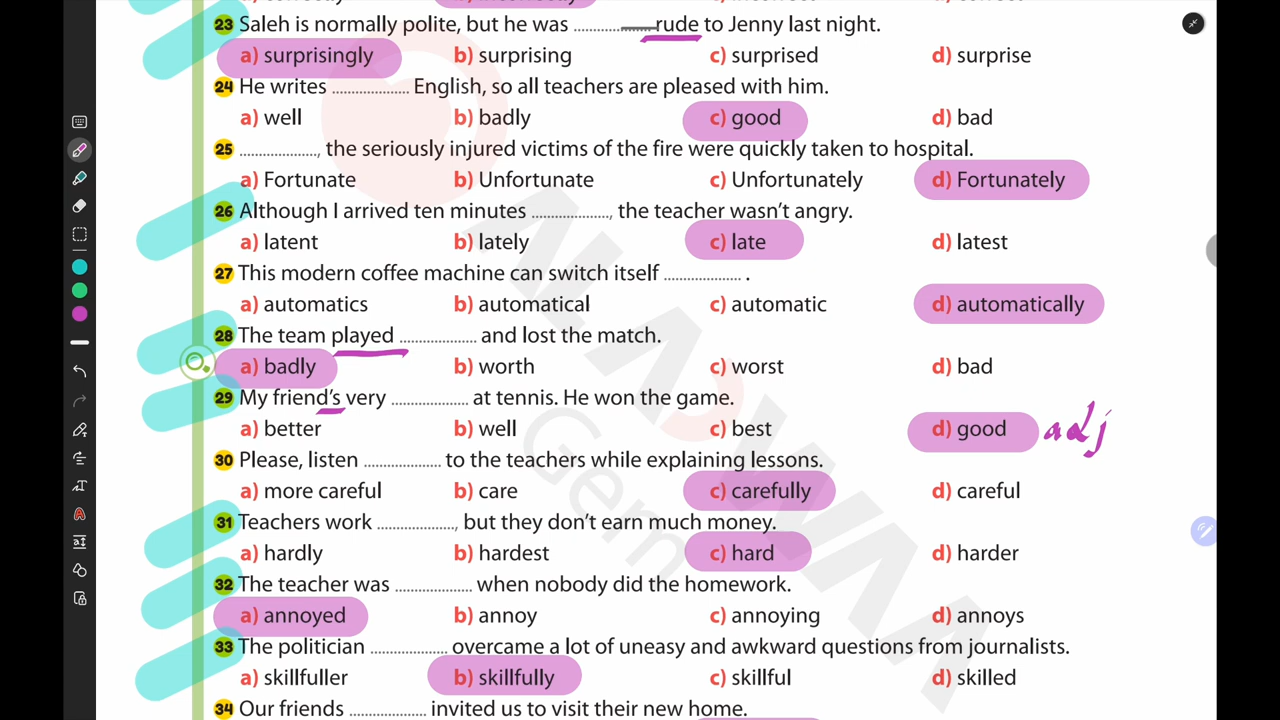 23 Saleh is normally polite, but he was .................... rude to Jenny last night.
a) surprisingly b) surprising c) surprised d) surprise
24 He writes .................... English, so all teachers are pleased with him.
a) well b) badly c) good d) bad
25 ...................., the seriously injured victims of the fire were quickly taken to hospital.
a) Fortunate b) Unfortunate c) Unfortunately d) Fortunately
26 Although I arrived ten minutes ...................., the teacher wasn't angry.
a) latent b) lately c) late d) latest
27 This modern coffee machine can switch itself .................... .
a) automatics b) automatical c) automatic d) automatically
28 The team played .................... and lost the match.
a) badly b) worth c) worst d) bad
29 My friend's very .................... at tennis. He won the game.
a) better b) well c) best d) good adj
30 Please, listen .................... to the teachers while explaining lessons.
a) more careful b) care c) carefully d) careful
31 Teachers work ...................., but they don't earn much money.
a) hardly b) hardest c) hard d) harder
32 The teacher was .................... when nobody did the homework.
a) annoyed b) annoy c) annoying d) annoys
33 The politician .................... overcame a lot of uneasy and awkward questions from journalists.
a) skillfuller b) skillfully c) skillful d) skilled
34 Our friends .................... invited us to visit their new home.
ALADWAA
Gem